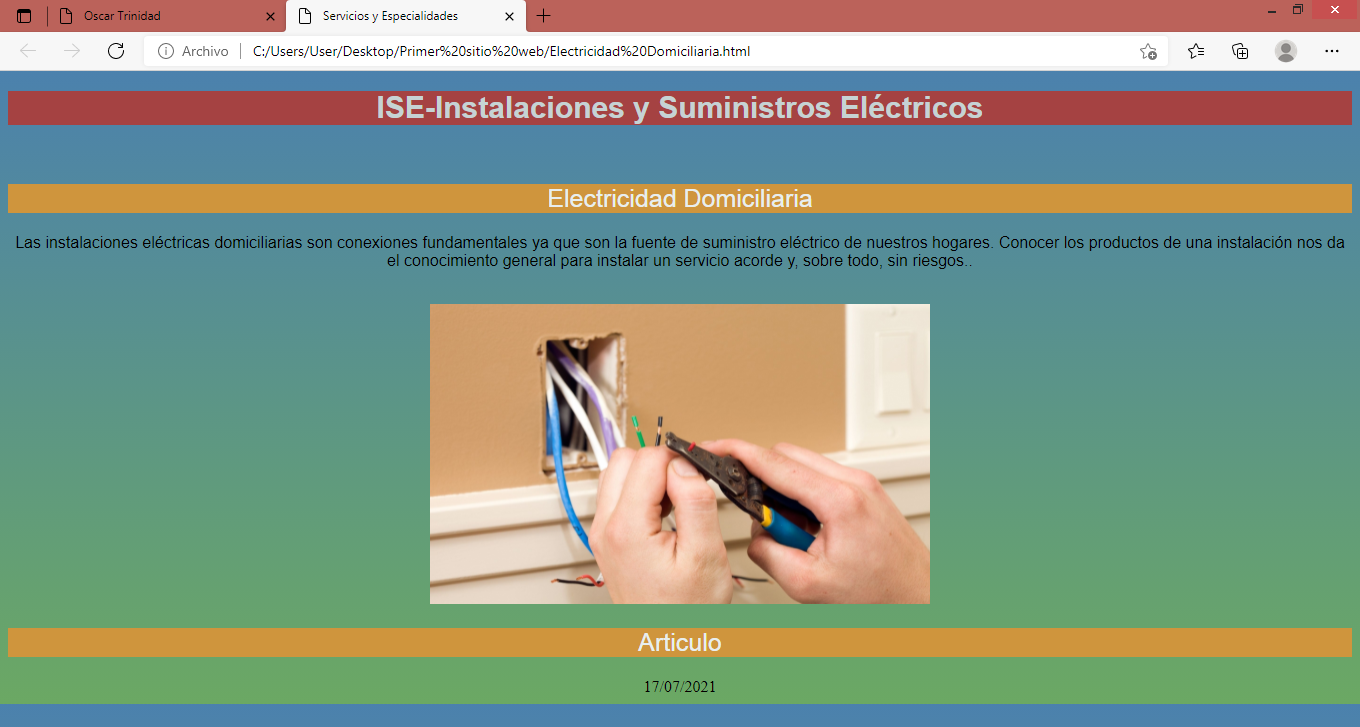 Oscar Trinidad
Servicios y Especialidades
Archivo
C:/Users/User/Desktop/Primer%20sitio%20web/Electricidad%20Domiciliaria.html
ISE-Instalaciones y Suministros Eléctricos
Electricidad Domiciliaria
Las instalaciones eléctricas domiciliarias son conexiones fundamentales ya que son la fuente de suministro eléctrico de nuestros hogares. Conocer los productos de una instalación nos da
el conocimiento general para instalar un servicio acorde y, sobre todo, sin riesgos..
Articulo
17/07/2021